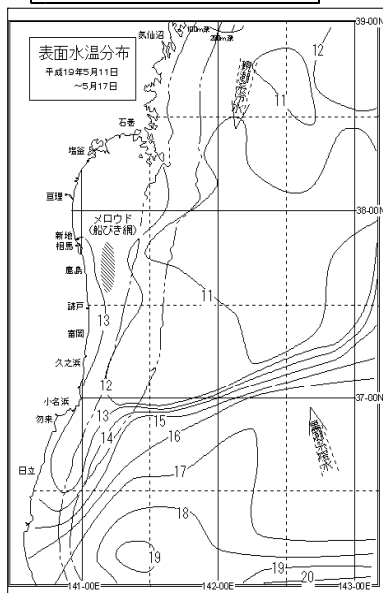 表面水温分布
平成19年5月11日
～5月17日
気仙沼
100m深
200m深
39-00N
12
11
石巻
塩釜
亘理
38-00N
メロウド
(船びき網)
新地
相馬
鹿島
11
請戸
13
富岡
久之浜
12
37-00N
小名浜
13
15
勿来
14
16
17
日立
18
19
19
20
141-00E
142-00E
143-00E